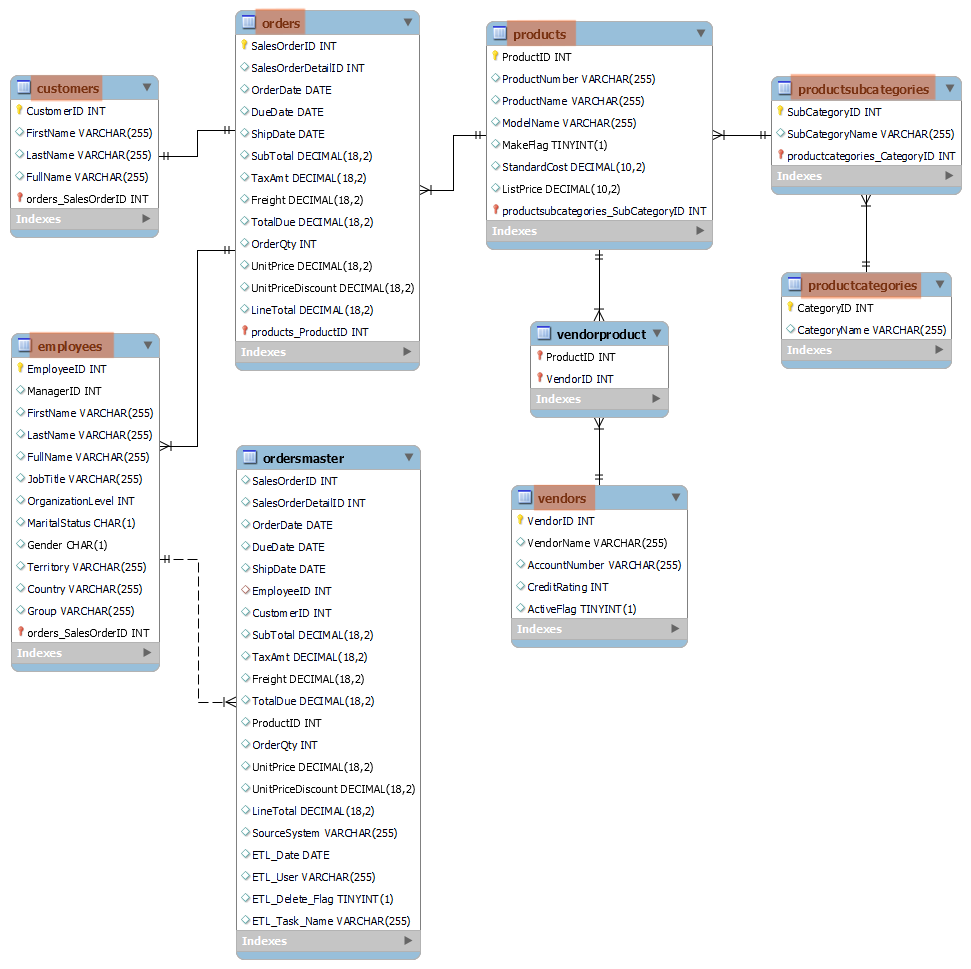 customers
CustomerID INT
FirstName VARCHAR(255)
LastName VARCHAR(255)
FullName VARCHAR(255)
orders_SalesOrderID INT
Indexes
orders
SalesOrderID INT
SalesOrderDetailID INT
OrderDate DATE
DueDate DATE
ShipDate DATE
SubTotal DECIMAL(18,2)
TaxAmt DECIMAL(18,2)
Freight DECIMAL(18,2)
TotalDue DECIMAL(18,2)
OrderQty INT
UnitPrice DECIMAL(18,2)
UnitPriceDiscount DECIMAL(18,2)
LineTotal DECIMAL(18,2)
products_ProductID INT
Indexes
products
ProductID INT
ProductNumber VARCHAR(255)
ProductName VARCHAR(255)
ModelName VARCHAR(255)
MakeFlag TINYINT(1)
StandardCost DECIMAL(10,2)
ListPrice DECIMAL(10,2)
productsubcategories_SubCategoryID INT
Indexes
productsubcategories
SubCategoryID INT
SubCategoryName VARCHAR(255)
productcategories_CategoryID INT
Indexes
productcategories
CategoryID INT
CategoryName VARCHAR(255)
Indexes
employees
EmployeeID INT
ManagerID INT
FirstName VARCHAR(255)
LastName VARCHAR(255)
FullName VARCHAR(255)
JobTitle VARCHAR(255)
OrganizationLevel INT
MaritalStatus CHAR(1)
Gender CHAR(1)
Territory VARCHAR(255)
Country VARCHAR(255)
Group VARCHAR(255)
orders_SalesOrderID INT
Indexes
vendorproduct
ProductID INT
VendorID INT
Indexes
ordersmaster
SalesOrderID INT
SalesOrderDetailID INT
OrderDate DATE
DueDate DATE
ShipDate DATE
EmployeeID INT
CustomerID INT
SubTotal DECIMAL(18,2)
TaxAmt DECIMAL(18,2)
Freight DECIMAL(18,2)
TotalDue DECIMAL(18,2)
ProductID INT
OrderQty INT
UnitPrice DECIMAL(18,2)
UnitPriceDiscount DECIMAL(18,2)
LineTotal DECIMAL(18,2)
SourceSystem VARCHAR(255)
ETL_Date DATE
ETL_User VARCHAR(255)
ETL_Delete_Flag TINYINT(1)
ETL_Task_Name VARCHAR(255)
Indexes
vendors
VendorID INT
VendorName VARCHAR(255)
AccountNumber VARCHAR(255)
CreditRating INT
ActiveFlag TINYINT(1)
Indexes